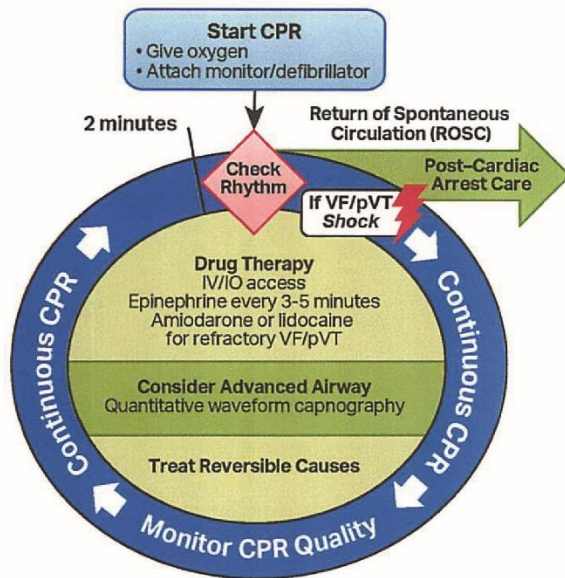 Start CPR
• Give oxygen
• Attach monitor/defibrillator
2 minutes
Return of Spontaneous
Circulation (ROSC)
Check
Rhythm
Post–Cardiac
Arrest Care
If VF/pVT
Shock
Drug Therapy
IV/IO access
Epinephrine every 3-5 minutes
Amiodarone or lidocaine
for refractory VF/pVT
Consider Advanced Airway
Quantitative waveform capnography
Treat Reversible Causes
Continuous CPR
Continuous CPR
Monitor CPR Quality